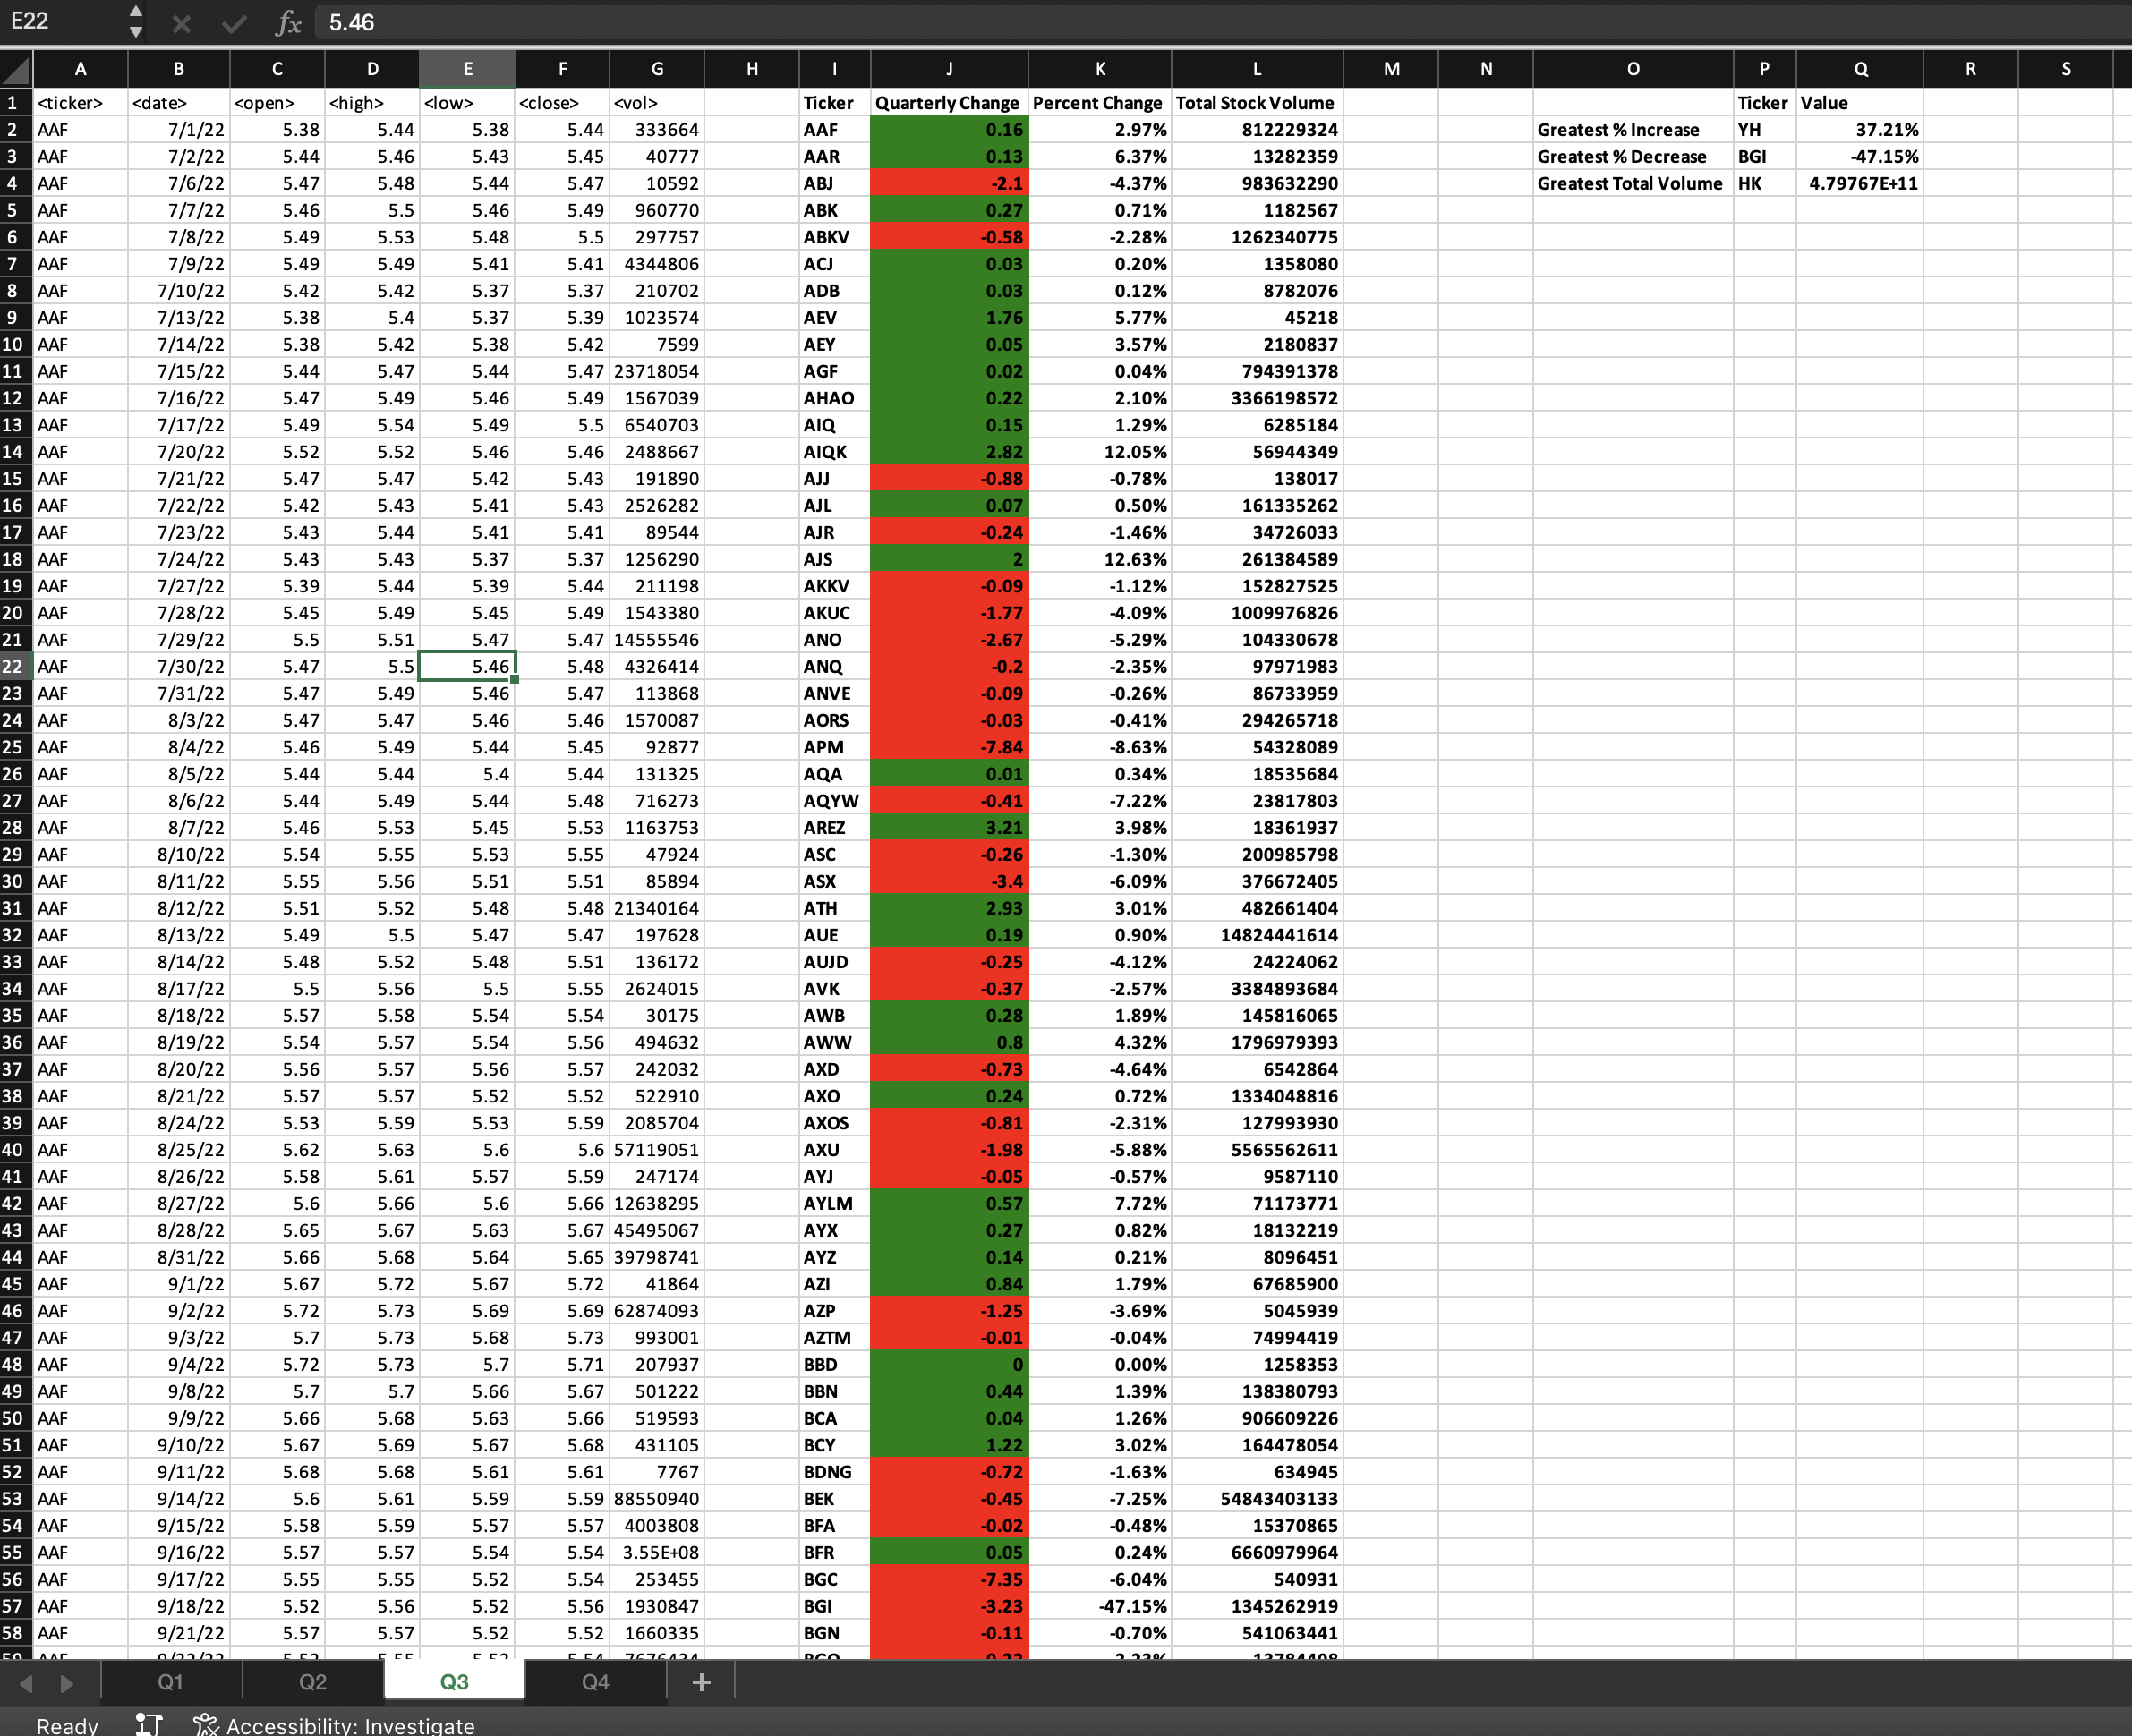 E22 fx 5.46
A B C D E F G H I J K L M N O P Q R S
1 <ticker> <date> <open> <high> <low> <close> <vol> Ticker Quarterly Change Percent Change Total Stock Volume Ticker Value
2 AAF 7/1/22 5.38 5.44 5.38 5.44 333664 AAF 0.16 2.97% 812229324 Greatest % Increase YH 37.21%
3 AAF 7/2/22 5.44 5.46 5.43 5.45 40777 AAR 0.13 6.37% 13282359 Greatest % Decrease BGI -47.15%
4 AAF 7/6/22 5.47 5.48 5.44 5.47 10592 ABJ -2.1 -4.37% 983632290 Greatest Total Volume HK 4.79767E+11
5 AAF 7/7/22 5.46 5.5 5.46 5.49 960770 ABK 0.27 0.71% 1182567
6 AAF 7/8/22 5.49 5.53 5.48 5.5 297757 ABKV -0.58 -2.28% 1262340775
7 AAF 7/9/22 5.49 5.49 5.41 5.41 4344806 ACJ 0.03 0.20% 1358080
8 AAF 7/10/22 5.42 5.42 5.37 5.37 210702 ADB 0.03 0.12% 8782076
9 AAF 7/13/22 5.38 5.4 5.37 5.39 1023574 AEV 1.76 5.77% 45218
10 AAF 7/14/22 5.38 5.42 5.38 5.42 7599 AEY 0.05 3.57% 2180837
11 AAF 7/15/22 5.44 5.47 5.44 5.47 23718054 AGF 0.02 0.04% 794391378
12 AAF 7/16/22 5.47 5.49 5.46 5.49 1567039 AHAO 0.22 2.10% 3366198572
13 AAF 7/17/22 5.49 5.54 5.49 5.5 6540703 AIQ 0.15 1.29% 6285184
14 AAF 7/20/22 5.52 5.52 5.46 5.46 2488667 AIQK 2.82 12.05% 56944349
15 AAF 7/21/22 5.47 5.47 5.42 5.43 191890 AJJ -0.88 -0.78% 138017
16 AAF 7/22/22 5.42 5.43 5.41 5.43 2526282 AJL 0.07 0.50% 161335262
17 AAF 7/23/22 5.43 5.44 5.41 5.41 89544 AJR -0.24 -1.46% 34726033
18 AAF 7/24/22 5.43 5.43 5.37 5.37 1256290 AJS 2 12.63% 261384589
19 AAF 7/27/22 5.39 5.44 5.39 5.44 211198 AKKV -0.09 -1.12% 152827525
20 AAF 7/28/22 5.45 5.49 5.45 5.49 1543380 AKUC -1.77 -4.09% 1009976826
21 AAF 7/29/22 5.5 5.51 5.47 5.47 14555546 ANO -2.67 -5.29% 104330678
22 AAF 7/30/22 5.47 5.5 5.46 5.48 4326414 ANQ -0.2 -2.35% 97971983
23 AAF 7/31/22 5.47 5.49 5.46 5.47 113868 ANVE -0.09 -0.26% 86733959
24 AAF 8/3/22 5.47 5.47 5.46 5.46 1570087 AORS -0.03 -0.41% 294265718
25 AAF 8/4/22 5.46 5.49 5.44 5.45 92877 APM -7.84 -8.63% 54328089
26 AAF 8/5/22 5.44 5.44 5.4 5.44 131325 AQA 0.01 0.34% 18535684
27 AAF 8/6/22 5.44 5.49 5.44 5.48 716273 AQYW -0.41 -7.22% 23817803
28 AAF 8/7/22 5.46 5.53 5.45 5.53 1163753 AREZ 3.21 3.98% 18361937
29 AAF 8/10/22 5.54 5.55 5.53 5.55 47924 ASC -0.26 -1.30% 200985798
30 AAF 8/11/22 5.55 5.56 5.51 5.51 85894 ASX -3.4 -6.09% 376672405
31 AAF 8/12/22 5.51 5.52 5.48 5.48 21340164 ATH 2.93 3.01% 482661404
32 AAF 8/13/22 5.49 5.5 5.47 5.47 197628 AUE 0.19 0.90% 14824441614
33 AAF 8/14/22 5.48 5.52 5.48 5.51 136172 AUJD -0.25 -4.12% 24224062
34 AAF 8/17/22 5.5 5.56 5.5 5.55 2624015 AVK -0.37 -2.57% 3384893684
35 AAF 8/18/22 5.57 5.58 5.54 5.54 30175 AWB 0.28 1.89% 145816065
36 AAF 8/19/22 5.54 5.57 5.54 5.56 494632 AWW 0.8 4.32% 1796979393
37 AAF 8/20/22 5.56 5.57 5.56 5.57 242032 AXD -0.73 -4.64% 6542864
38 AAF 8/21/22 5.57 5.57 5.52 5.52 522910 AXO 0.24 0.72% 1334048816
39 AAF 8/24/22 5.53 5.59 5.53 5.59 2085704 AXOS -0.81 -2.31% 127993930
40 AAF 8/25/22 5.62 5.63 5.6 5.6 57119051 AXU -1.98 -5.88% 5565562611
41 AAF 8/26/22 5.58 5.61 5.57 5.59 247174 AYJ -0.05 -0.57% 9587110
42 AAF 8/27/22 5.6 5.66 5.6 5.66 12638295 AYLM 0.57 7.72% 71173771
43 AAF 8/28/22 5.65 5.67 5.63 5.67 45495067 AYX 0.27 0.82% 18132219
44 AAF 8/31/22 5.66 5.68 5.64 5.65 39798741 AYZ 0.14 0.21% 8096451
45 AAF 9/1/22 5.67 5.72 5.67 5.72 41864 AZI 0.84 1.79% 67685900
46 AAF 9/2/22 5.72 5.73 5.69 5.69 62874093 AZP -1.25 -3.69% 5045939
47 AAF 9/3/22 5.7 5.73 5.68 5.73 993001 AZTM -0.01 -0.04% 74994419
48 AAF 9/4/22 5.72 5.73 5.7 5.71 207937 BBD 0 0.00% 1258353
49 AAF 9/8/22 5.7 5.7 5.66 5.67 501222 BBN 0.44 1.39% 138380793
50 AAF 9/9/22 5.66 5.68 5.63 5.66 519593 BCA 0.04 1.26% 906609226
51 AAF 9/10/22 5.67 5.69 5.67 5.68 431105 BCY 1.22 3.02% 164478054
52 AAF 9/11/22 5.68 5.68 5.61 5.61 7767 BDNG -0.72 -1.63% 634945
53 AAF 9/14/22 5.6 5.61 5.59 5.59 88550940 BEK -0.45 -7.25% 54843403133
54 AAF 9/15/22 5.58 5.59 5.57 5.57 4003808 BFA -0.02 -0.48% 15370865
55 AAF 9/16/22 5.57 5.57 5.54 5.54 3.55E+08 BFR 0.05 0.24% 6660979964
56 AAF 9/17/22 5.55 5.55 5.52 5.54 253455 BGC -7.35 -6.04% 540931
57 AAF 9/18/22 5.52 5.56 5.52 5.56 1930847 BGI -3.23 -47.15% 1345262919
58 AAF 9/21/22 5.57 5.57 5.52 5.52 1660335 BGN -0.11 -0.70% 541063441
Q1 Q2 Q3 Q4 +
Ready Accessibility: Investigate